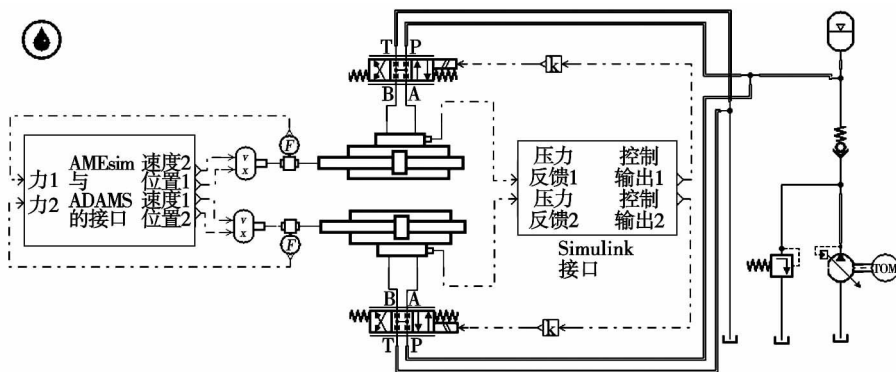 T P
B A
k
F
力1
力2
AMEsim
与
ADAMS
的接口
速度2
位置1
速度1
位置2
v
x
v
x
F
压力
反馈1
压力
反馈2
控制
输出1
控制
输出2
Simulink
接口
TOM
B A
T P
k